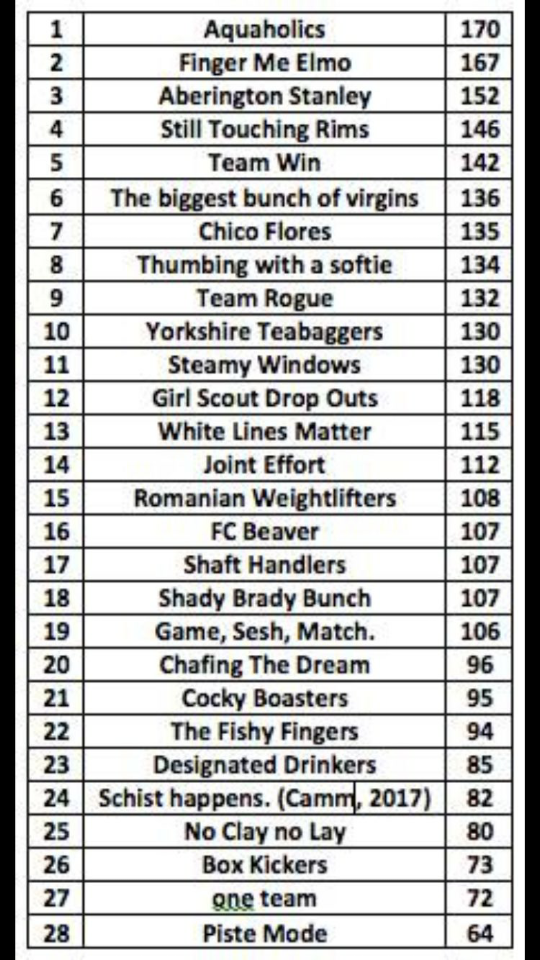 1 Aquaholics 170
2 Finger Me Elmo 167
3 Aberington Stanley 152
4 Still Touching Rims 146
5 Team Win 142
6 The biggest bunch of virgins 136
7 Chico Flores 135
8 Thumbing with a softie 134
9 Team Rogue 132
10 Yorkshire Teabaggers 130
11 Steamy Windows 130
12 Girl Scout Drop Outs 118
13 White Lines Matter 115
14 Joint Effort 112
15 Romanian Weightlifters 108
16 FC Beaver 107
17 Shaft Handlers 107
18 Shady Brady Bunch 107
19 Game, Sesh, Match. 106
20 Chafing The Dream 96
21 Cocky Boasters 95
22 The Fishy Fingers 94
23 Designated Drinkers 85
24 Schist happens. (Camm, 2017) 82
25 No Clay no Lay 80
26 Box Kickers 73
27 one team 72
28 Piste Mode 64